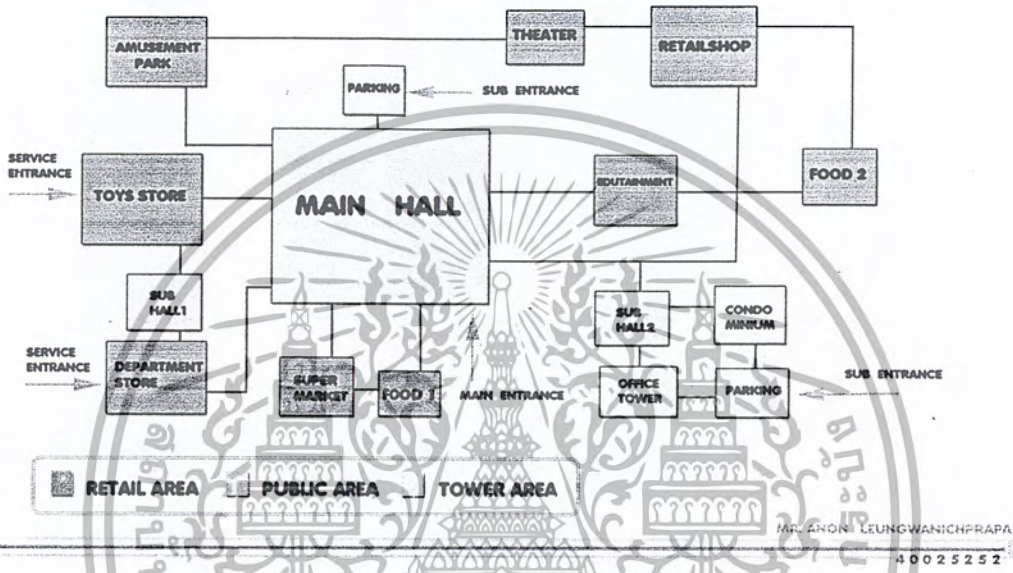 AMUSEMENT
PARK
THEATER
RETAILSHOP
PARKING
SUB ENTRANCE
SERVICE
ENTRANCE
TOYS STORE
MAIN HALL
EDUTAINMENT
FOOD 2
SUB
HALL1
SUB
HALL2
CONDO
MINIUM
SERVICE
ENTRANCE
DEPARTMENT
STORE
SUPER
MARKET
FOOD 1
MAIN ENTRANCE
OFFICE
TOWER
PARKING
SUB ENTRANCE
RETAIL AREA
PUBLIC AREA
TOWER AREA
MR. ANON LEUNGWANICHPRAPA
40025252